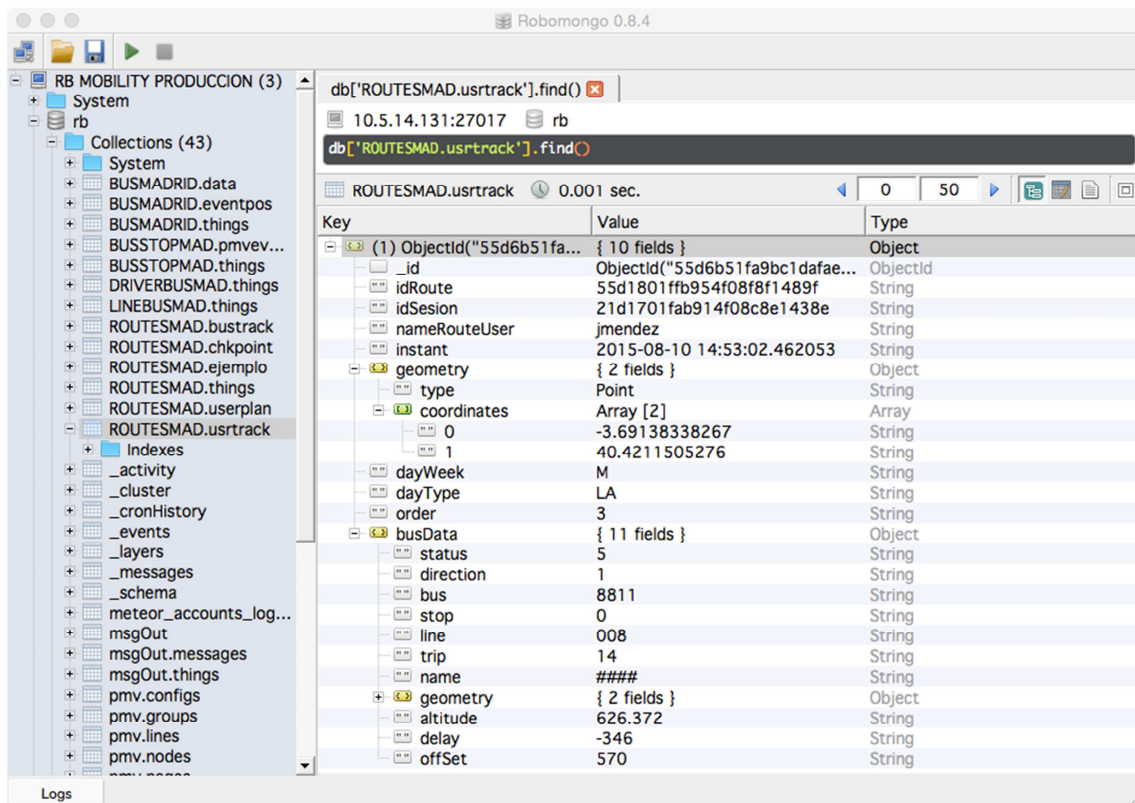 Robomongo 0.8.4
RB MOBILITY PRODUCCION (3)
System
rb
Collections (43)
System
BUSMADRID.data
BUSMADRID.eventpos
BUSMADRID.things
BUSSTOPMAD.pmvev...
BUSSTOPMAD.things
DRIVERBUSMAD.things
LINEBUSMAD.things
ROUTESMAD.bustrack
ROUTESMAD.chkpoint
ROUTESMAD.ejemplo
ROUTESMAD.things
ROUTESMAD.userplan
ROUTESMAD.usrtrack
Indexes
_activity
_cluster
_cronHistory
_events
_layers
_messages
_schema
meteor_accounts_log...
msgOut
msgOut.messages
msgOut.things
pmv.configs
pmv.groups
pmv.lines
pmv.nodes
db['ROUTESMAD.usrtrack'].find()
10.5.14.131:27017 rb
db['ROUTESMAD.usrtrack'].find()
ROUTESMAD.usrtrack 0.001 sec. 0 50
Key Value Type
(1) ObjectId("55d6b51fa... { 10 fields } Object
_id ObjectId("55d6b51fa9bc1dafae... ObjectId
idRoute 55d1801ffb954f08f8f1489f String
idSesion 21d1701fab914f08c8e1438e String
nameRouteUser jmendez String
instant 2015-08-10 14:53:02.462053 String
geometry { 2 fields } Object
type Point String
coordinates Array [2] Array
0 -3.69138338267 String
1 40.4211505276 String
dayWeek M String
dayType LA String
order 3 String
busData { 11 fields } Object
status 5 String
direction 1 String
bus 8811 String
stop 0 String
line 008 String
trip 14 String
name #### String
geometry { 2 fields } Object
altitude 626.372 String
delay -346 String
offSet 570 String
Logs